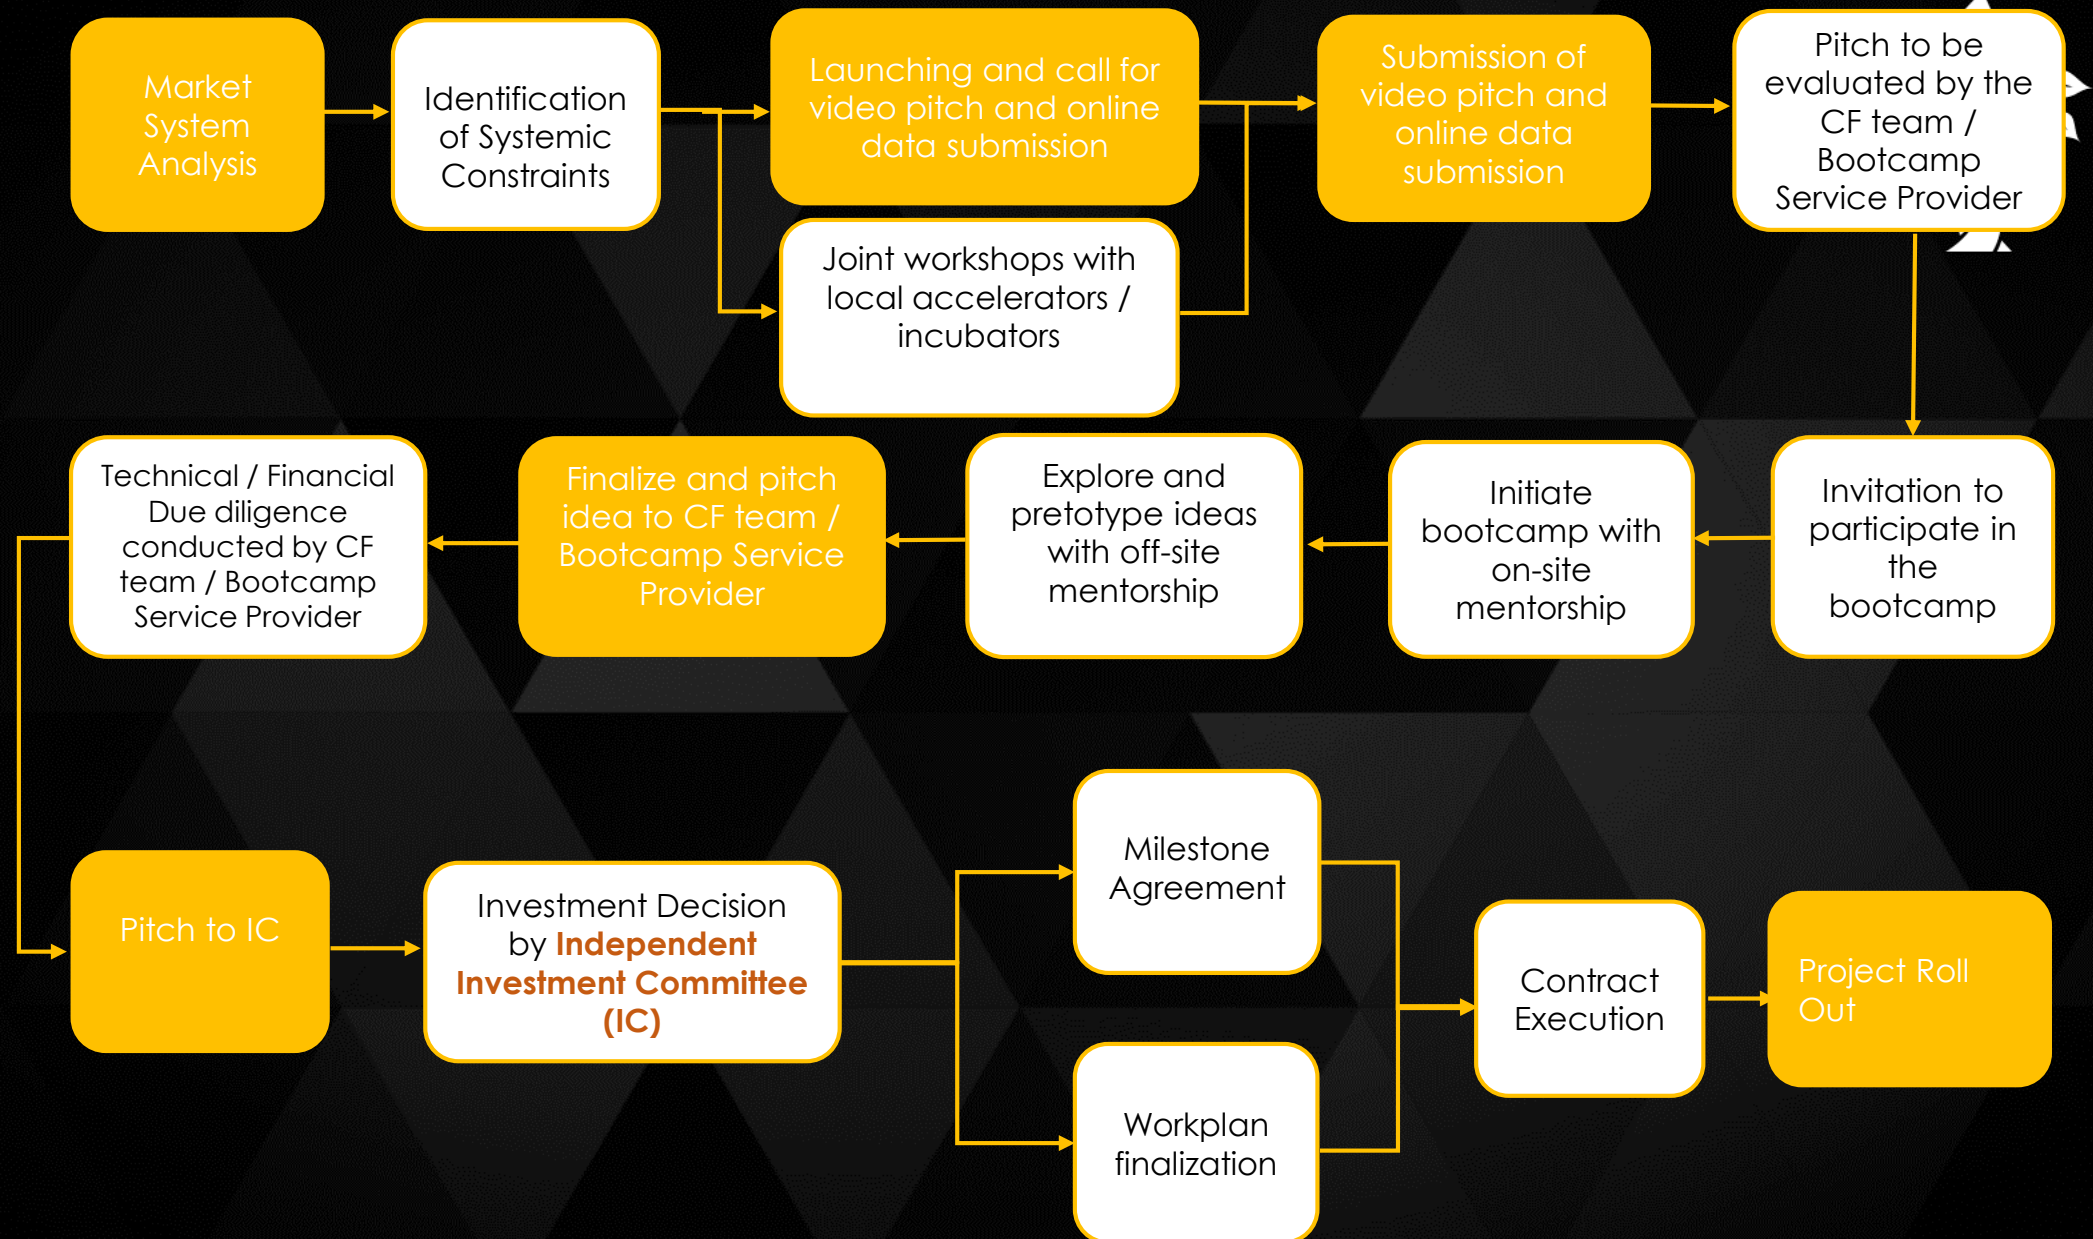 Market
System
Analysis
Identification
of Systemic
Constraints
Launching and call for
video pitch and online
data submission
Joint workshops with
local accelerators /
incubators
Submission of
video pitch and
online data
submission
Pitch to be
evaluated by the
CF team /
Bootcamp
Service Provider
Invitation to
participate in
the
bootcamp
Initiate
bootcamp with
on-site
mentorship
Explore and
pretotype ideas
with off-site
mentorship
Finalize and pitch
idea to CF team /
Bootcamp Service
Provider
Technical / Financial
Due diligence
conducted by CF
team / Bootcamp
Service Provider
Pitch to IC
Investment Decision
by Independent
Investment Committee
(IC)
Milestone
Agreement
Workplan
finalization
Contract
Execution
Project Roll
Out